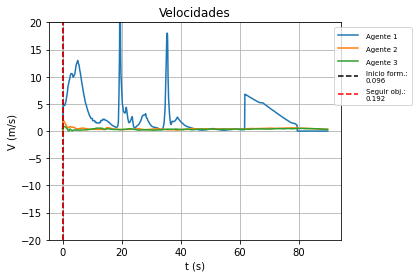 Velocidades
20
15
10
5
0
−5
−10
−15
−20
V (m/s)
0
20
40
60
80
t (s)
Agente 1
Agente 2
Agente 3
Inicio form.:
0.096
Seguir obj.:
0.192